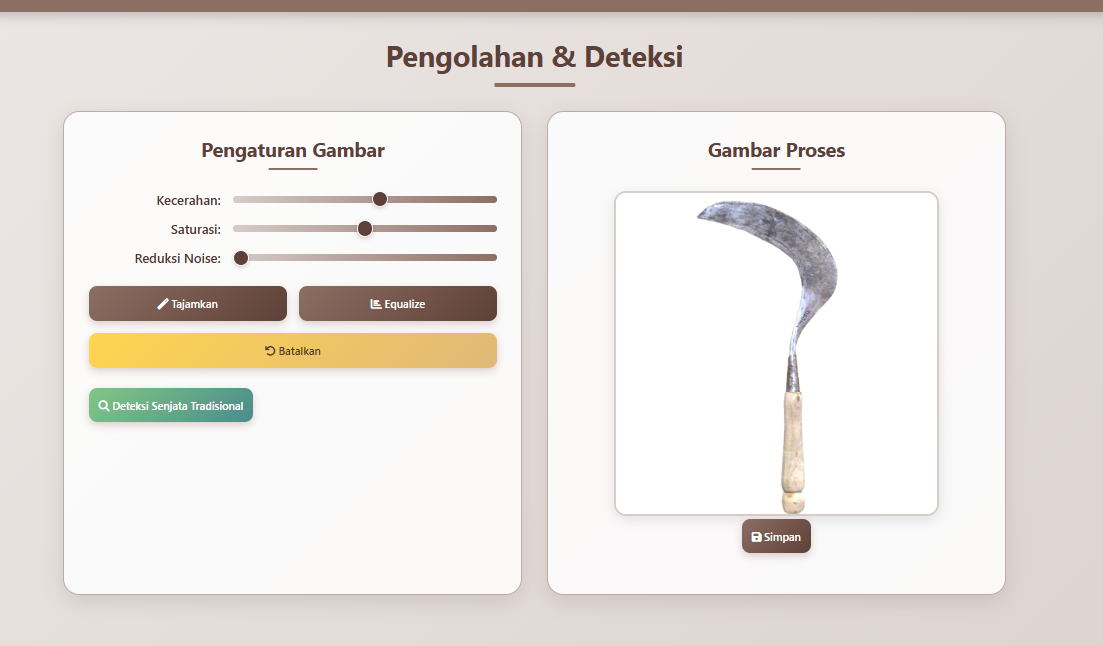 Pengolahan & Deteksi
Pengaturan Gambar
Kecerahan:
Saturasi:
Reduksi Noise:
Tajamkan
Equalize
Batalkan
Deteksi Senjata Tradisional
Gambar Proses
Simpan